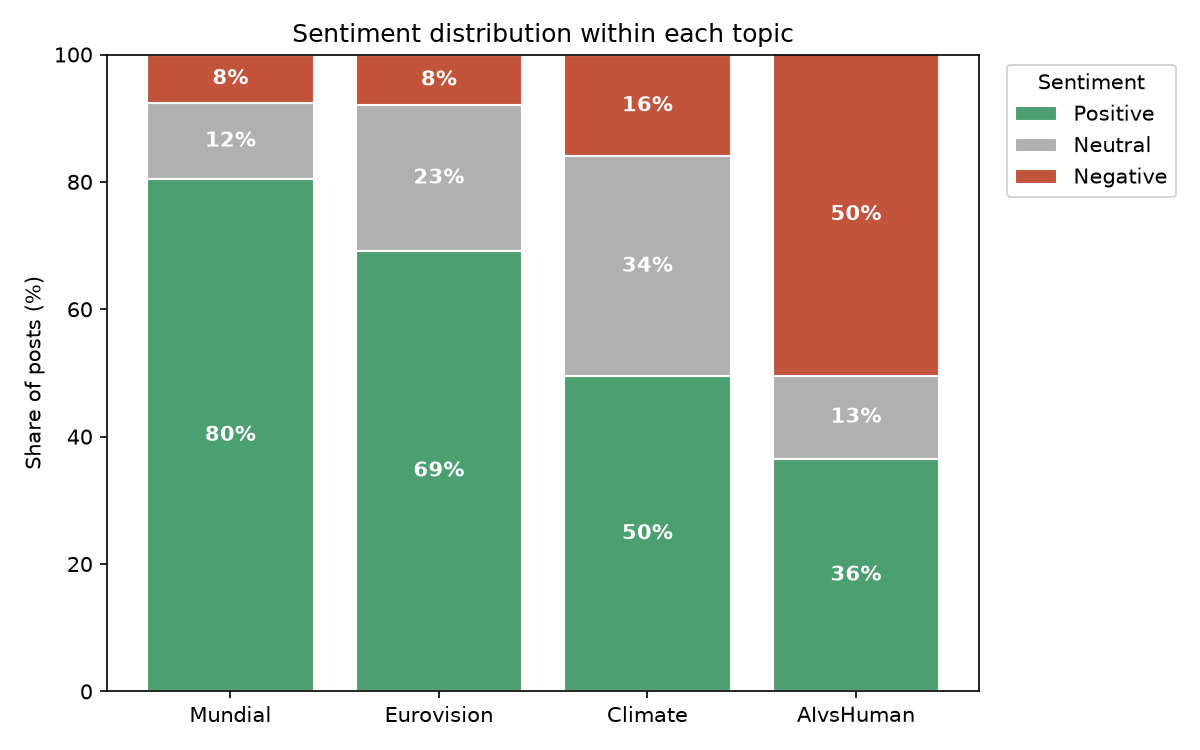 Sentiment distribution within each topic
Share of posts (%)
100
80
60
40
20
0
8%
12%
80%
8%
23%
69%
16%
34%
50%
50%
13%
36%
Mundial
Eurovision
Climate
AIvsHuman
Sentiment
Positive
Neutral
Negative